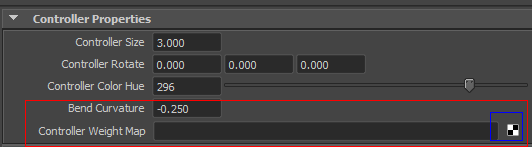 Controller Properties
Controller Size 3.000
Controller Rotate 0.000 0.000 0.000
Controller Color Hue 296
Bend Curvature -0.250
Controller Weight Map